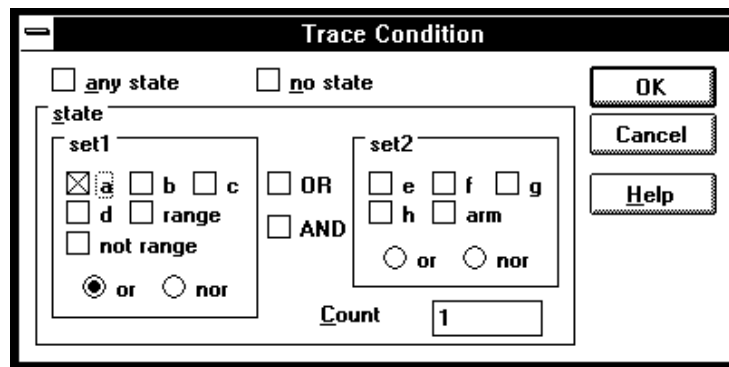 Trace Condition
any state no state
OK
state
Cancel
set1
set2
a b c
OR
e f g
Help
d range
AND
h arm
not range
or nor
or nor
Count 1